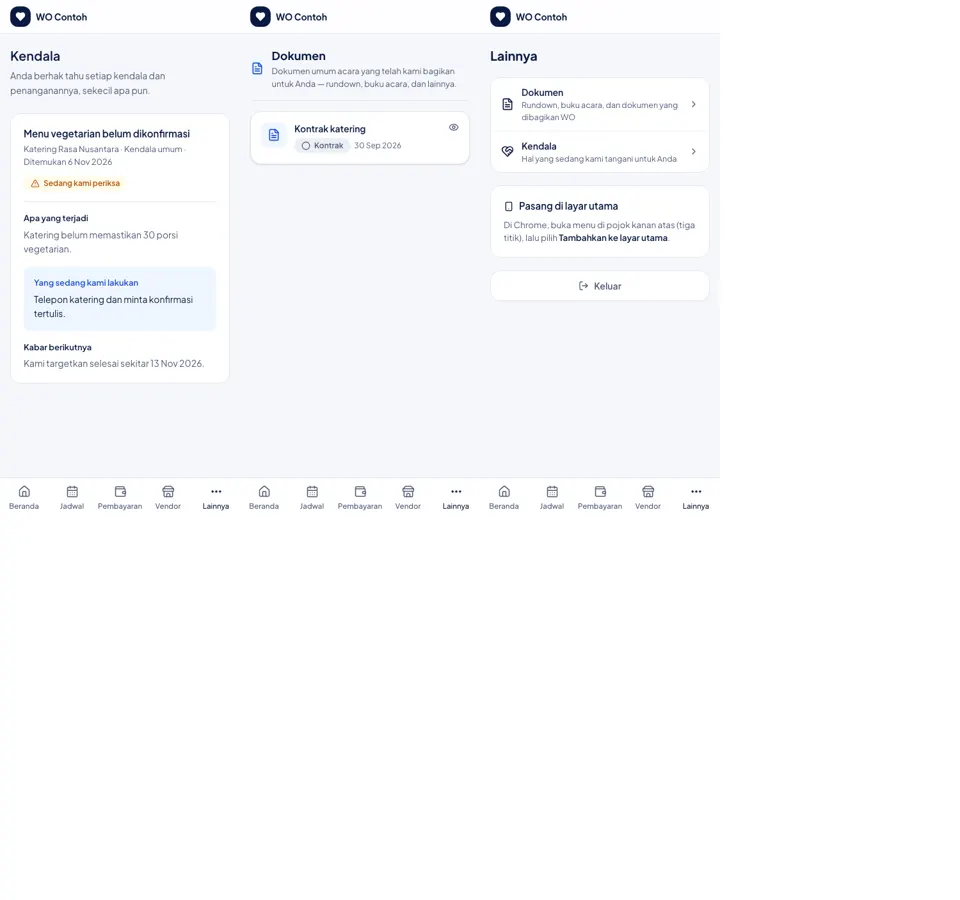 WO Contoh
Kendala
Anda berhak tahu setiap kendala dan
penanganannya, sekecil apa pun.
Menu vegetarian belum dikonfirmasi
Katering Rasa Nusantara · Kendala umum ·
Ditemukan 6 Nov 2026
Sedang kami periksa
Apa yang terjadi
Katering belum memastikan 30 porsi
vegetarian.
Yang sedang kami lakukan
Telepon katering dan minta konfirmasi
tertulis.
Kabar berikutnya
Kami targetkan selesai sekitar 13 Nov 2026.
Beranda
Jadwal
Pembayaran
Vendor
Lainnya
WO Contoh
Dokumen
Dokumen umum acara yang telah kami bagikan
untuk Anda — rundown, buku acara, dan lainnya.
Kontrak katering
Kontrak 30 Sep 2026
Beranda
Jadwal
Pembayaran
Vendor
Lainnya
WO Contoh
Lainnya
Dokumen
Rundown, buku acara, dan dokumen yang
dibagikan WO
Kendala
Hal yang sedang kami tangani untuk Anda
Pasang di layar utama
Di Chrome, buka menu di pojok kanan atas (tiga
titik), lalu pilih Tambahkan ke layar utama.
Keluar
Beranda
Jadwal
Pembayaran
Vendor
Lainnya